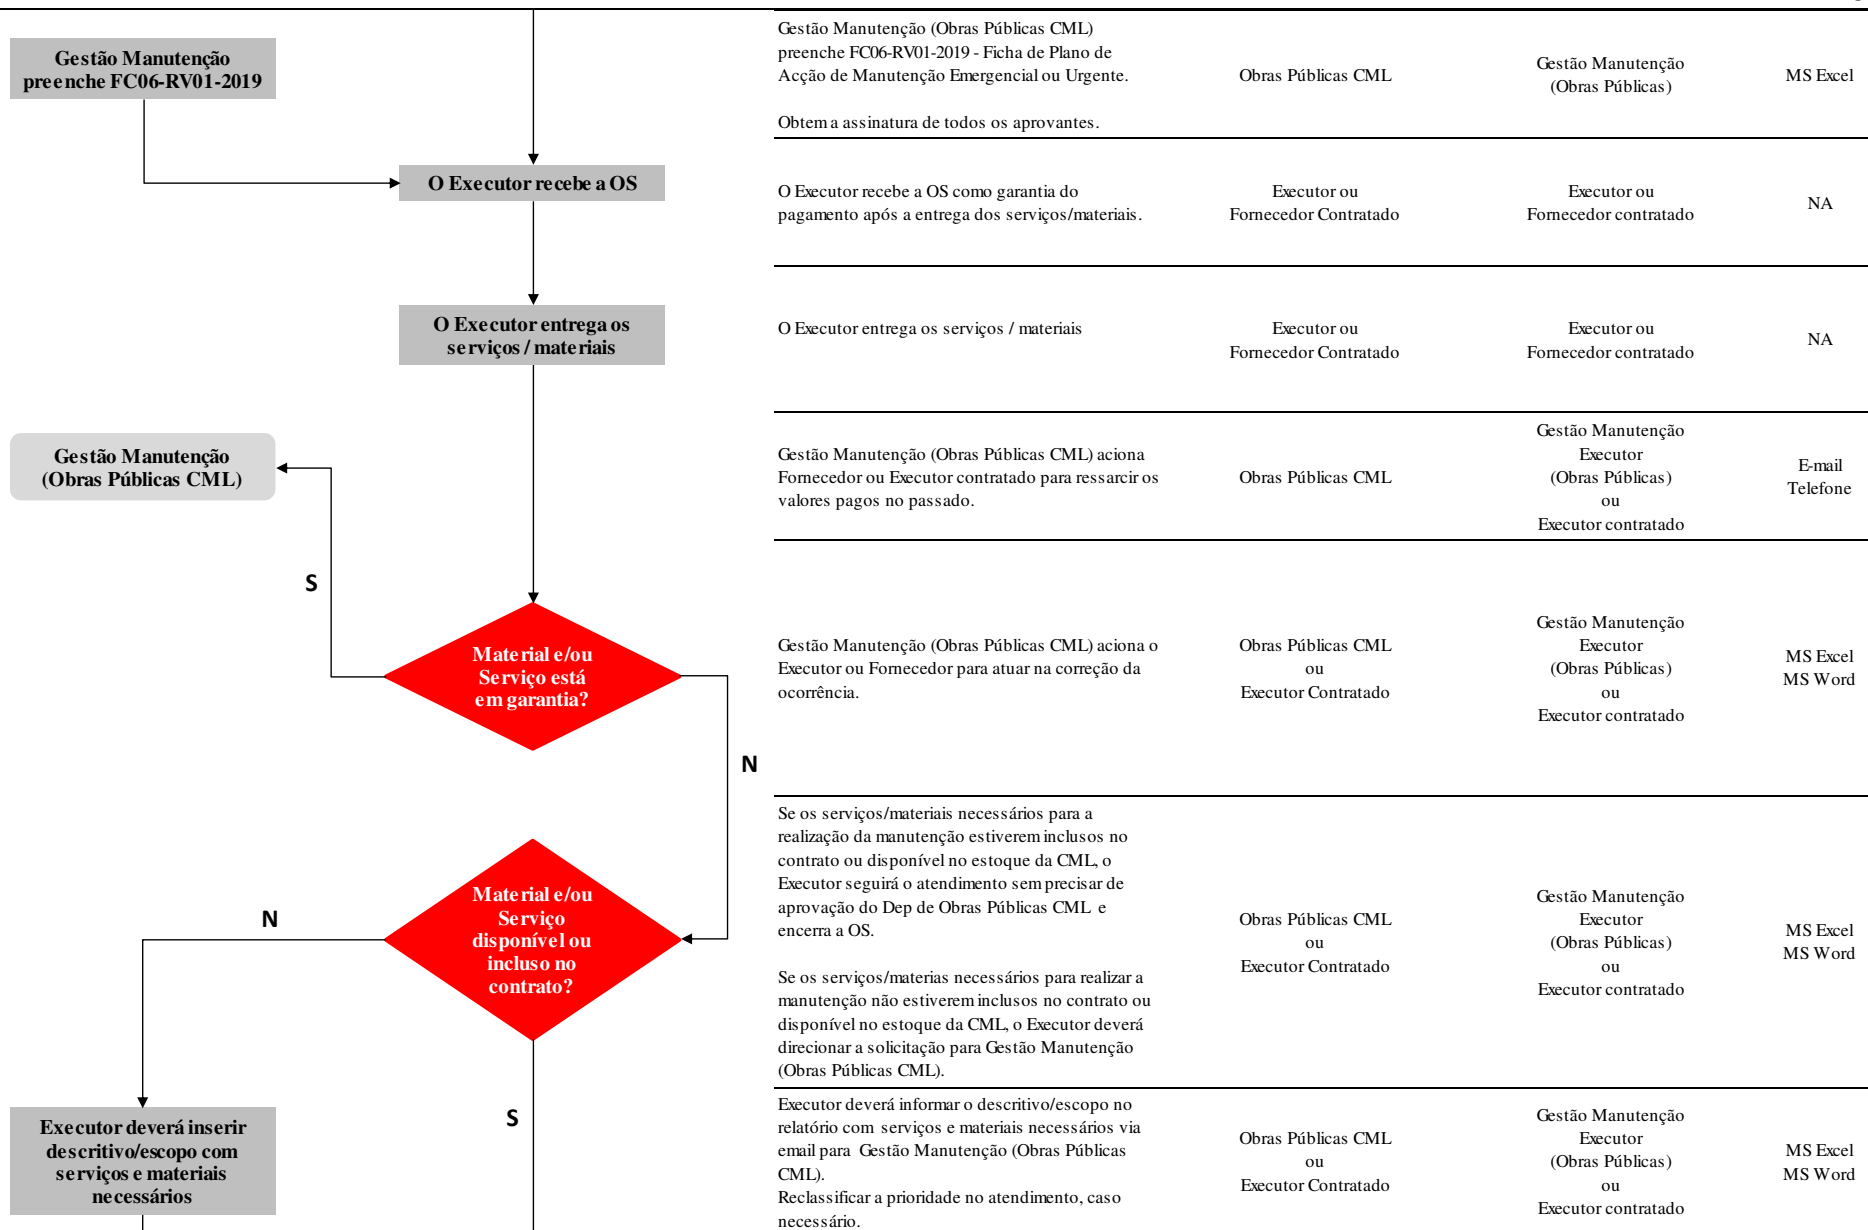 Gestão Manutenção
preenche FC06-RV01-2019
Gestão Manutenção (Obras Públicas CML)
preenche FC06-RV01-2019 - Ficha de Plano de
Acção de Manutenção Emergencial ou Urgente.
Obtem a assinatura de todos os aprovantes.
Obras Públicas CML
Gestão Manutenção
(Obras Públicas)
MS Excel
O Executor recebe a OS
O Executor recebe a OS como garantia do
pagamento após a entrega dos serviços/materiais.
Executor ou
Fornecedor Contratado
Executor ou
Fornecedor contratado
NA
O Executor entrega os
serviços / materiais
O Executor entrega os serviços / materiais
Executor ou
Fornecedor Contratado
Executor ou
Fornecedor contratado
NA
Gestão Manutenção
(Obras Públicas CML)
Gestão Manutenção (Obras Públicas CML) aciona
Fornecedor ou Executor contratado para ressarcir os
valores pagos no passado.
Obras Públicas CML
Gestão Manutenção
Executor
(Obras Públicas)
ou
Executor contratado
E-mail
Telefone
S
Material e/ou
Serviço está
em garantia?
N
Gestão Manutenção (Obras Públicas CML) aciona o
Executor ou Fornecedor para atuar na correção da
ocorrência.
Obras Públicas CML
ou
Executor Contratado
Gestão Manutenção
Executor
(Obras Públicas)
ou
Executor contratado
MS Excel
MS Word
N
Material e/ou
Serviço
disponível ou
incluso no
contrato?
S
Se os serviços/materiais necessários para a
realização da manutenção estiverem inclusos no
contrato ou disponível no estoque da CML, o
Executor seguirá o atendimento sem precisar de
aprovação do Dep de Obras Públicas CML e
encerra a OS.
Se os serviços/materias necessários para realizar a
manutenção não estiverem inclusos no contrato ou
disponível no estoque da CML, o Executor deverá
direcionar a solicitação para Gestão Manutenção
(Obras Públicas CML).
Obras Públicas CML
ou
Executor Contratado
Gestão Manutenção
Executor
(Obras Públicas)
ou
Executor contratado
MS Excel
MS Word
Executor deverá inserir
descritivo/escopo com
serviços e materiais
necessários
Executor deverá informar o descritivo/escopo no
relatório com serviços e materiais necessários via
email para Gestão Manutenção (Obras Públicas
CML).
Reclassificar a prioridade no atendimento, caso
necessário.
Obras Públicas CML
ou
Executor Contratado
Gestão Manutenção
Executor
(Obras Públicas)
ou
Executor contratado
MS Excel
MS Word